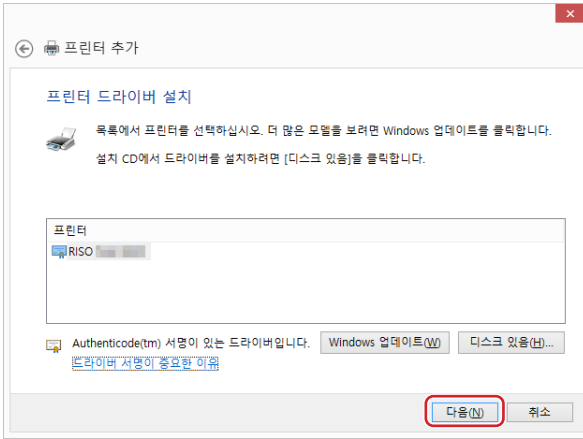 프린터 추가
프린터 드라이버 설치
목록에서 프린터를 선택하십시오. 더 많은 모델을 보려면 Windows 업데이트를 클릭합니다.
설치 CD에서 드라이버를 설치하려면 [디스크 있음]을 클릭합니다.
프린터
RISO
Authenticode(tm) 서명이 있는 드라이버입니다. Windows 업데이트(W) 디스크 있음(H)...
드라이버 서명이 중요한 이유
다음(N) 취소